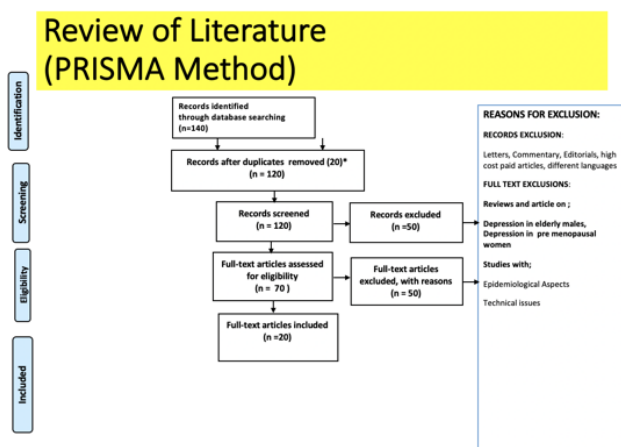 Review of Literature
(PRISMA Method)
Identification
Screening
Eligibility
Included
Records identified
through database searching
(n=140)
Records after duplicates removed (20)*
(n = 120)
Records screened
(n = 120)
Records excluded
(n =50)
Full-text articles assessed
for eligibility
(n = 70 )
Full-text articles
excluded, with reasons
(n = 50)
Full-text articles included
(n =20)
REASONS FOR EXCLUSION:
RECORDS EXCLUSION:
Letters, Commentary, Editorials, high
cost paid articles, different languages
FULL TEXT EXCLUSIONS:
Reviews and article on ;
Depression in elderly males,
Depression in pre menopausal
women
Studies with;
Epidemiological Aspects
Technical issues